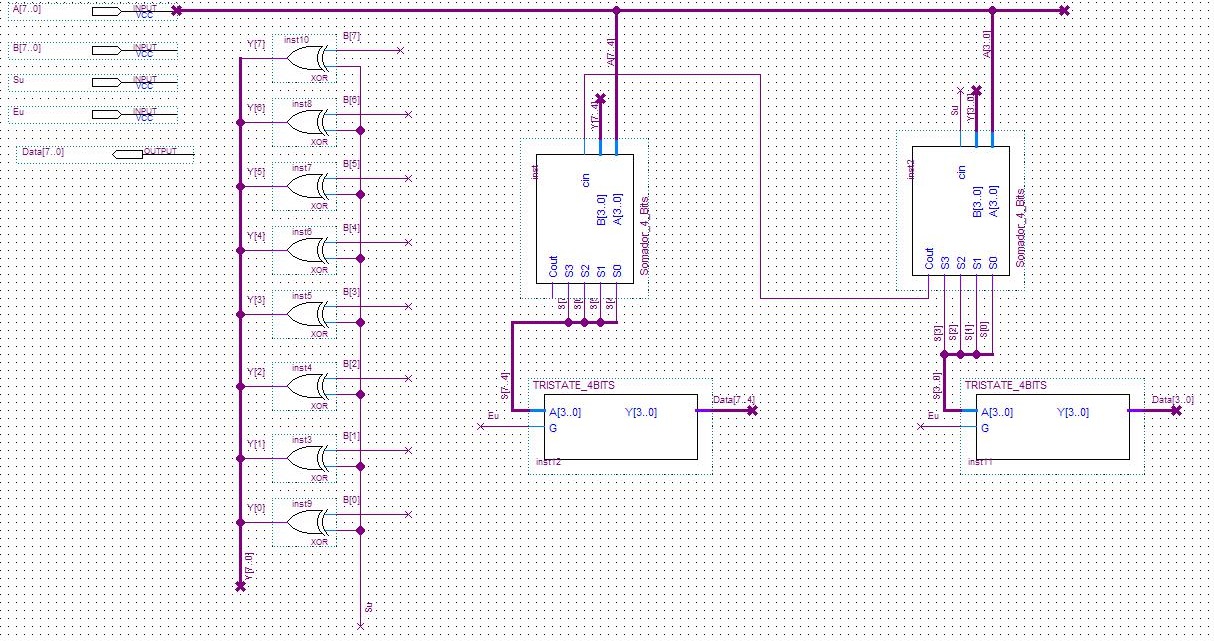 A[7..0]
INPUT
VCC
B[7..0]
INPUT
VCC
Su
INPUT
VCC
Eu
INPUT
VCC
Data[7..0]
OUTPUT
Y[7]
inst10
B[7]
XOR
Y[6]
inst8
B[6]
XOR
Y[5]
inst7
B[5]
XOR
Y[4]
inst6
B[4]
XOR
Y[3]
inst5
B[3]
XOR
Y[2]
inst4
B[2]
XOR
Y[1]
inst3
B[1]
XOR
Y[0]
inst9
B[0]
XOR
Y[7..0]
Su
A[7..4]
Y[7..4]
inst
cin
B[3..0]
A[3..0]
Somador_4_Bits
Cout
S3
S2
S1
S0
S[7..4]
TRISTATE_4BITS
A[3..0]
Y[3..0]
G
Eu
Data[7..4]
inst12
A[3..0]
Su
Y[3..0]
inst2
cin
B[3..0]
A[3..0]
Somador_4_Bits
Cout
S3
S2
S1
S0
S[3]
S[2]
S[1]
S[0]
S[3..0]
TRISTATE_4BITS
A[3..0]
Y[3..0]
G
Eu
Data[3..0]
inst11